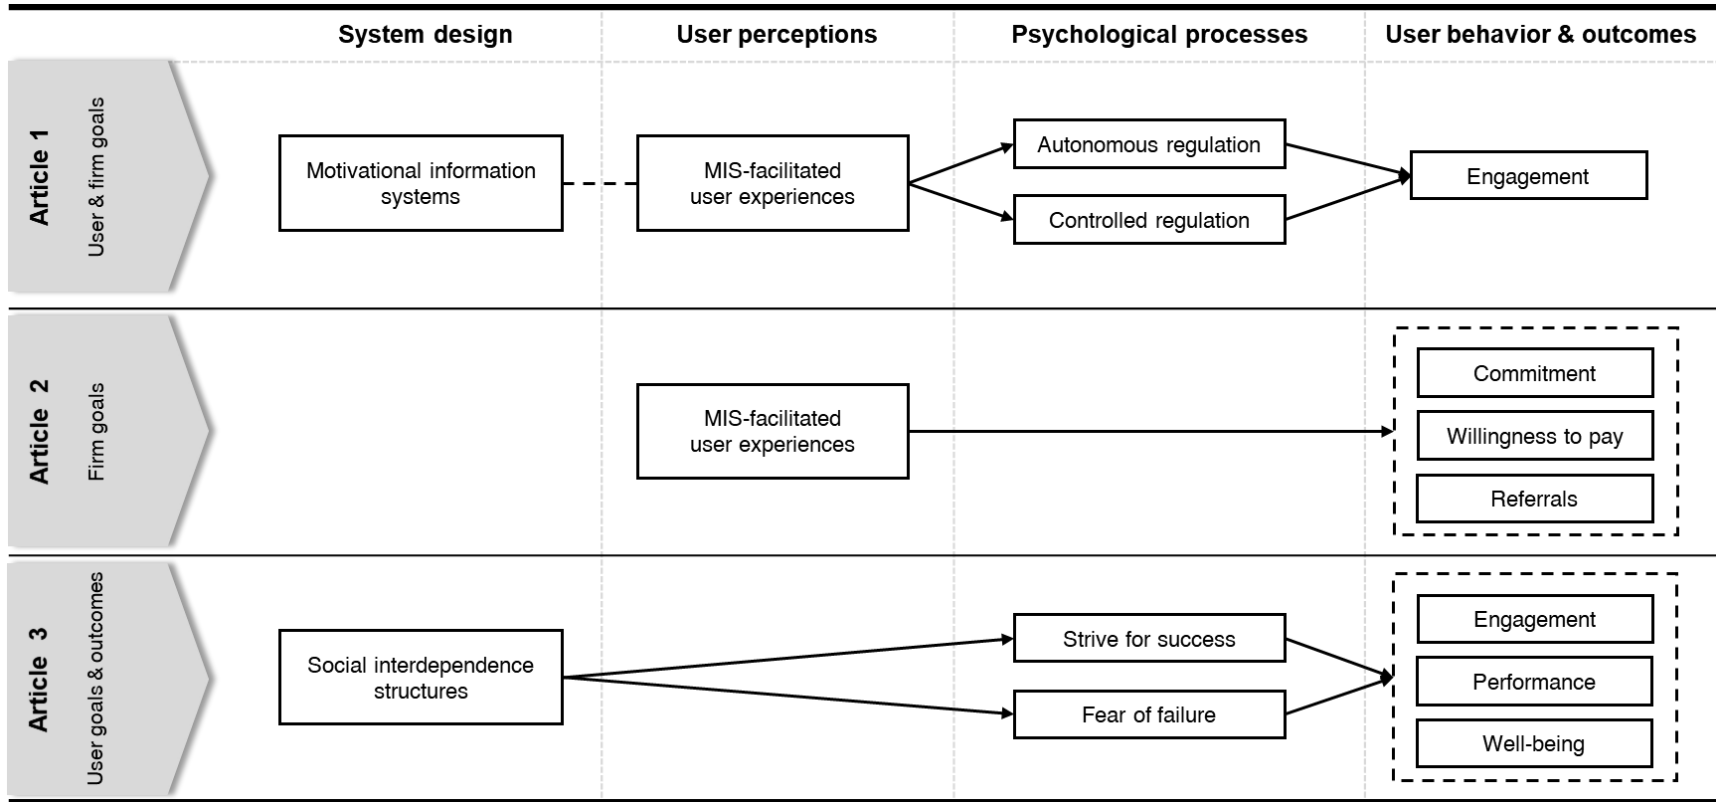 System design
User perceptions
Psychological processes
User behavior & outcomes
Article 1
User & firm goals
Motivational information
systems
MIS-facilitated
user experiences
Autonomous regulation
Controlled regulation
Engagement
Article 2
Firm goals
MIS-facilitated
user experiences
Commitment
Willingness to pay
Referrals
Article 3
User goals & outcomes
Social interdependence
structures
Strive for success
Fear of failure
Engagement
Performance
Well-being